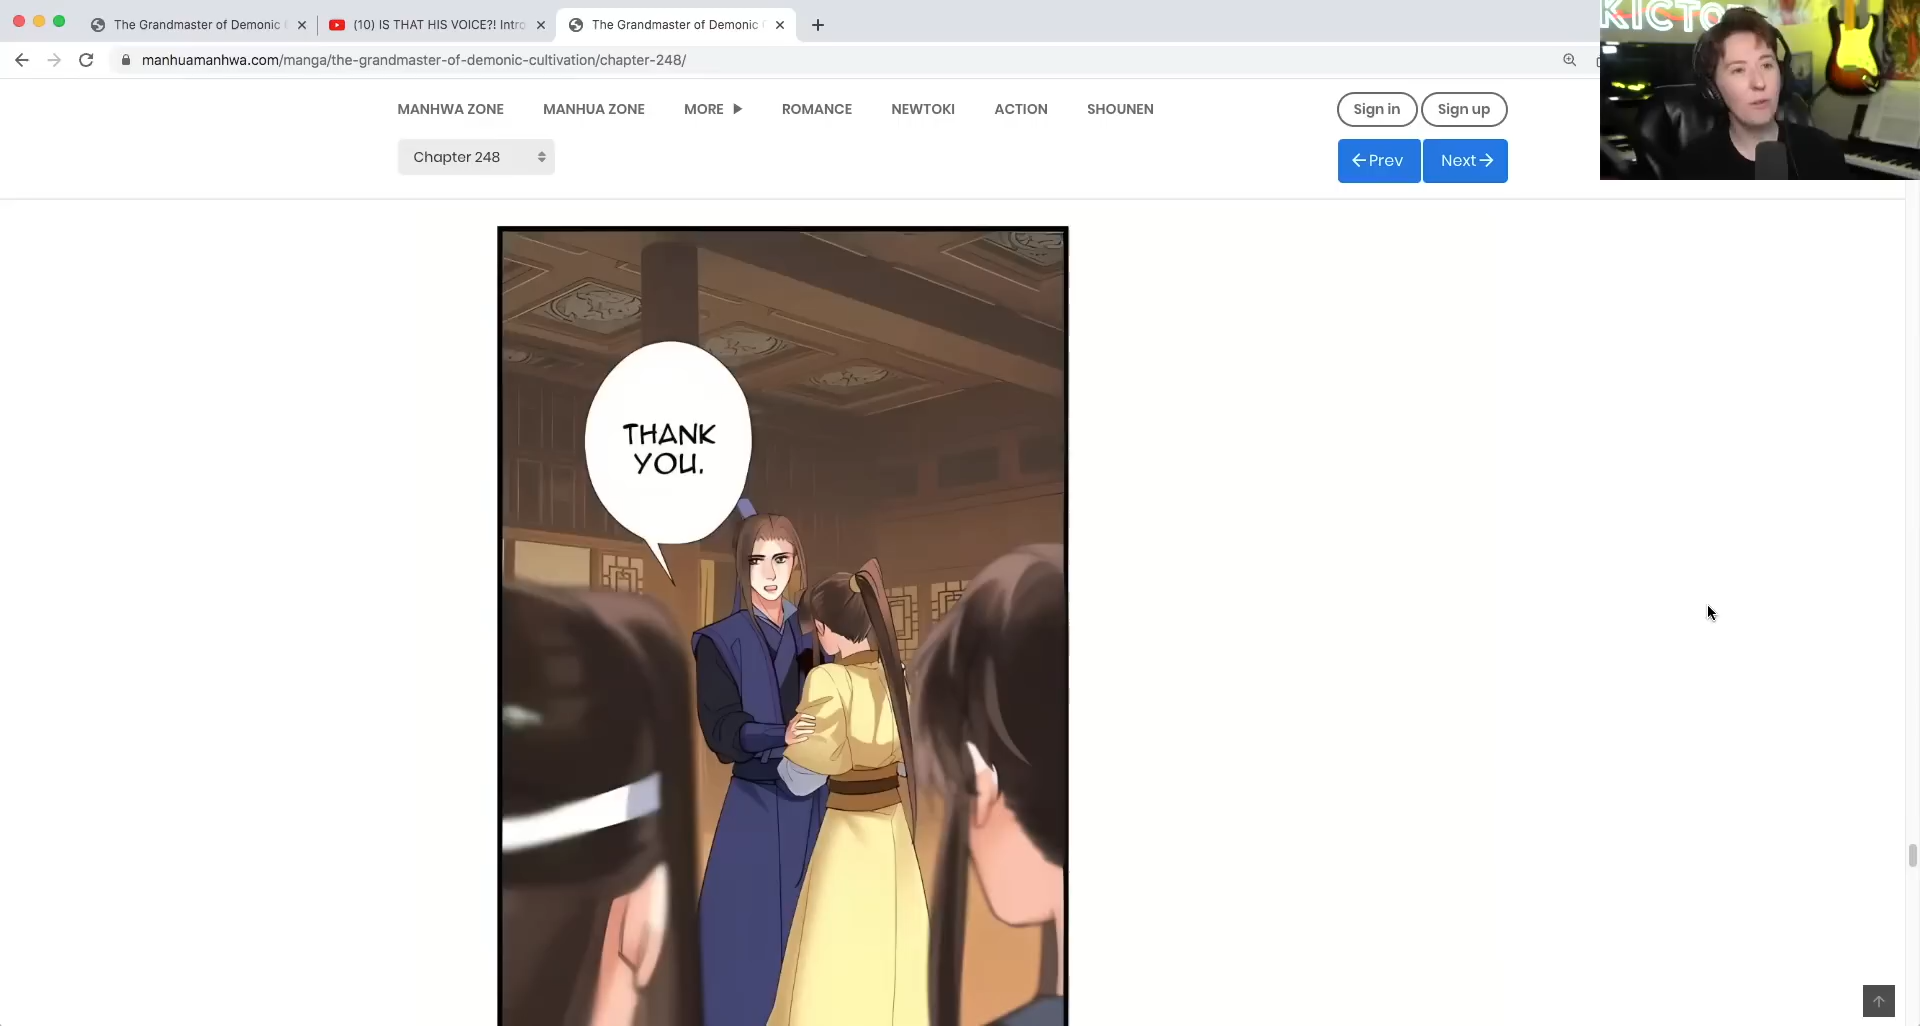 The Grandmaster of Demonic
(10) IS THAT HIS VOICE?! Intro
The Grandmaster of Demonic
manhuamanhwa.com/manga/the-grandmaster-of-demonic-cultivation/chapter-248/
MANHWA ZONE
MANHUA ZONE
MORE
ROMANCE
NEWTOKI
ACTION
SHOUNEN
Sign in
Sign up
Chapter 248
Prev
Next
THANK
YOU.